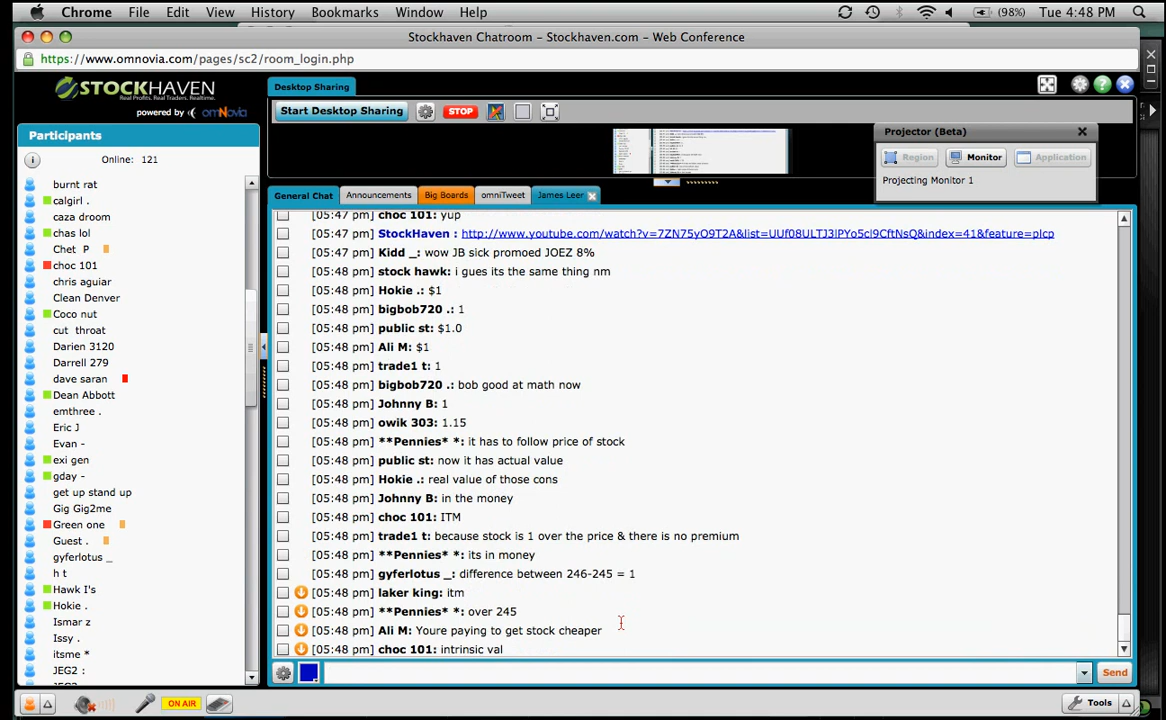 Chrome File Edit View History Bookmarks Window Help (98%) Tue 4:48 PM
Stockhaven Chatroom – Stockhaven.com – Web Conference
https://www.omnovia.com/pages/sc2/room_login.php
STOCKHAVEN
Real Profits. Real Traders. Realtime.
powered by omNovia
Desktop Sharing
Start Desktop Sharing STOP
Projector (Beta)
Region Monitor Application
Projecting Monitor 1
Participants
Online: 121
burnt rat
calgirl .
caza droom
chas lol
Chet P
choc 101
chris aguiar
Clean Denver
Coco nut
cut throat
Darien 3120
Darrell 279
dave saran
Dean Abbott
emthree .
Eric J
Evan -
exi gen
gday -
get up stand up
Gig Gig2me
Green one
Guest .
gyferlotus _
h t
Hawk I's
Hokie .
Ismar z
Issy .
itsme *
JEG2 :
JEG2
General Chat Announcements Big Boards omniTweet James Leer
[05:47 pm] choc 101: yup
[05:47 pm] StockHaven : http://www.youtube.com/watch?v=7ZN75yO9T2A&list=UUf08ULTJ3lPYo5cl9CftNsQ&index=41&feature=plcp
[05:47 pm] Kidd _: wow JB sick promoed JOEZ 8%
[05:48 pm] stock hawk: i gues its the same thing nm
[05:48 pm] Hokie .: $1
[05:48 pm] bigbob720 .: 1
[05:48 pm] public st: $1.0
[05:48 pm] Ali M: $1
[05:48 pm] trade1 t: 1
[05:48 pm] bigbob720 .: bob good at math now
[05:48 pm] Johnny B: 1
[05:48 pm] owik 303: 1.15
[05:48 pm] **Pennies* *: it has to follow price of stock
[05:48 pm] public st: now it has actual value
[05:48 pm] Hokie .: real value of those cons
[05:48 pm] Johnny B: in the money
[05:48 pm] choc 101: ITM
[05:48 pm] trade1 t: because stock is 1 over the price & there is no premium
[05:48 pm] **Pennies* *: its in money
[05:48 pm] gyferlotus _: difference between 246-245 = 1
[05:48 pm] laker king: itm
[05:48 pm] **Pennies* *: over 245
[05:48 pm] Ali M: Youre paying to get stock cheaper
[05:48 pm] choc 101: intrinsic val
Send
ON AIR
Tools